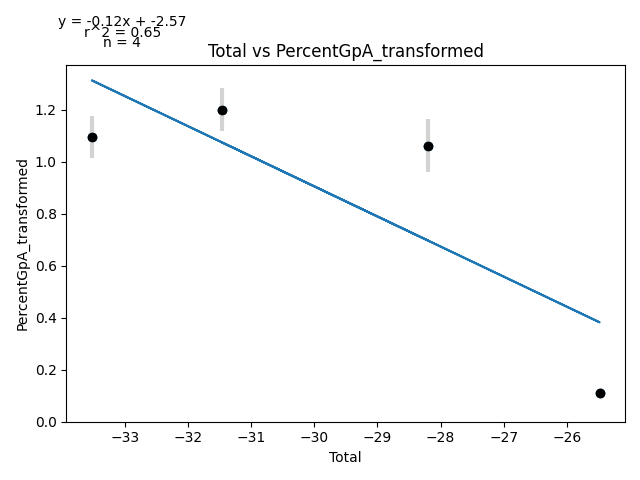 y = -0.12x + -2.57
r^2 = 0.65
n = 4
Total vs PercentGpA_transformed
PercentGpA_transformed
1.2
1.0
0.8
0.6
0.4
0.2
0.0
−33 −32 −31 −30 −29 −28 −27 −26
Total